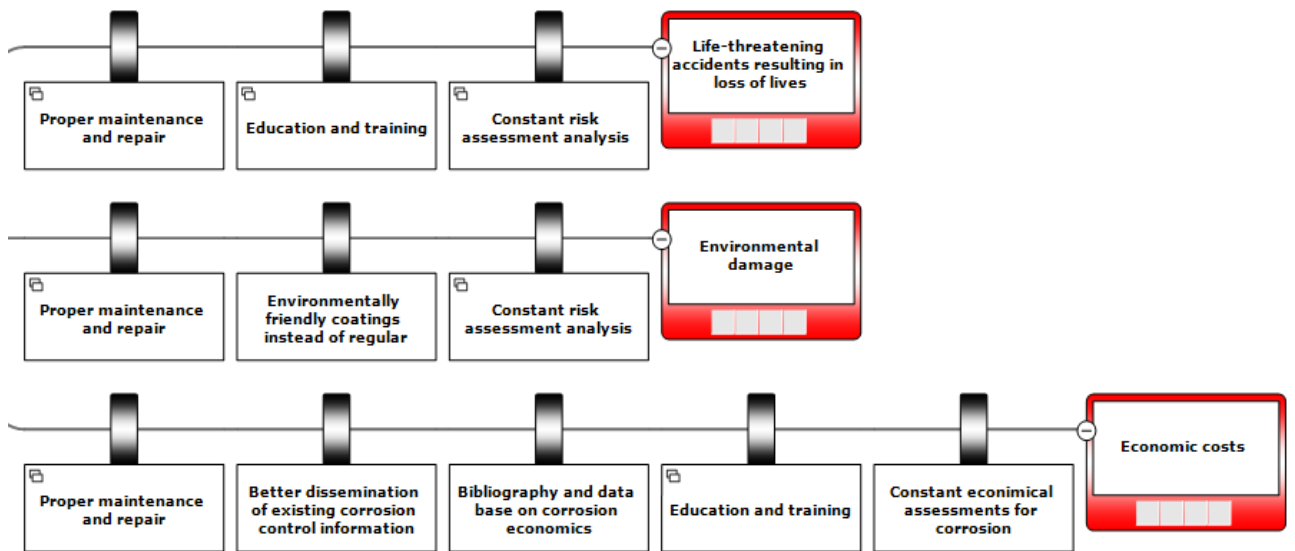 Life-threatening
accidents resulting in
loss of lives
Proper maintenance
and repair
Education and training
Constant risk
assessment analysis
Environmental
damage
Proper maintenance
and repair
Environmentally
friendly coatings
instead of regular
Constant risk
assessment analysis
Economic costs
Proper maintenance
and repair
Better dissemination
of existing corrosion
control information
Bibliography and data
base on corrosion
economics
Education and training
Constant econimical
assessments for
corrosion